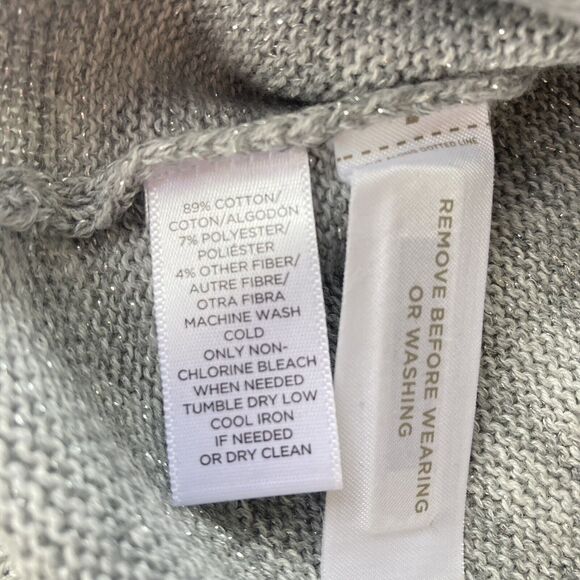 89% COTTON/
COTON/ALGODÓN
7% POLYESTER/
POLIÉSTER
4% OTHER FIBER/
AUTRE FIBRE/
OTRA FIBRA
MACHINE WASH
COLD
ONLY NON-
CHLORINE BLEACH
WHEN NEEDED
TUMBLE DRY LOW
COOL IRON
IF NEEDED
OR DRY CLEAN
DOTTED LINE
REMOVE BEFORE WEARING
OR WASHING